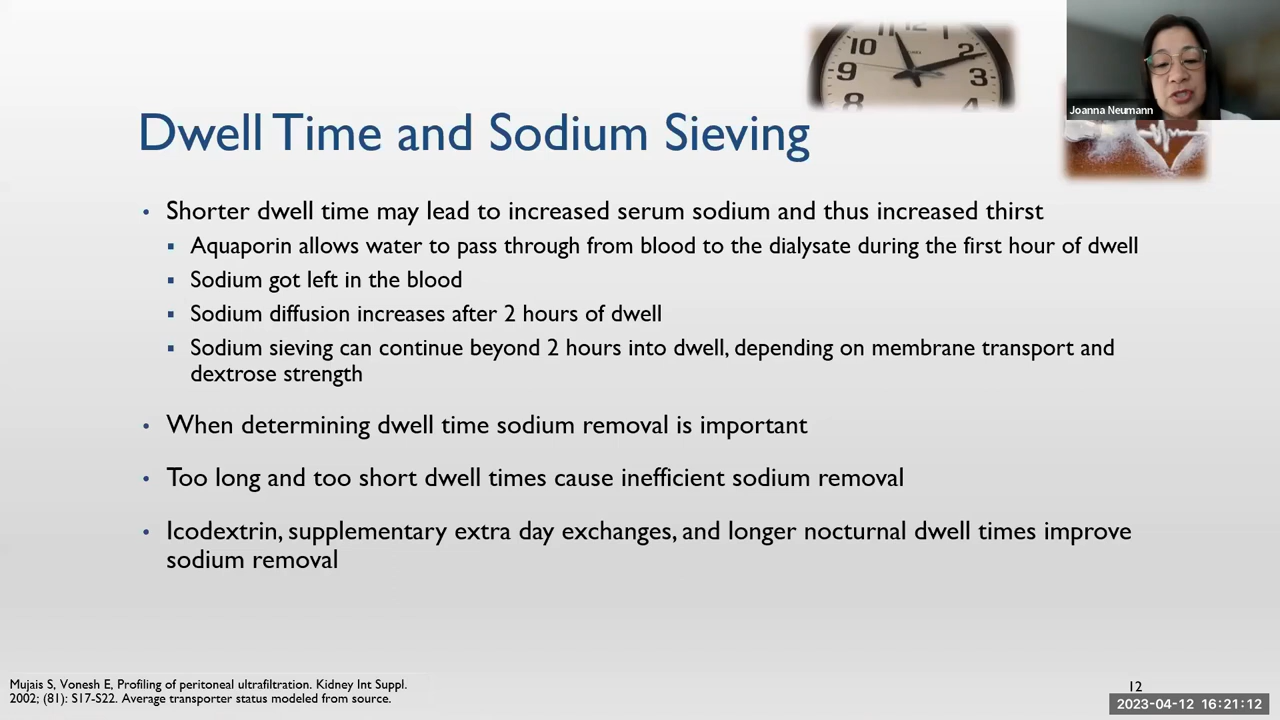 Joanna Neumann
Dwell Time and Sodium Sieving
• Shorter dwell time may lead to increased serum sodium and thus increased thirst
▪ Aquaporin allows water to pass through from blood to the dialysate during the first hour of dwell
▪ Sodium got left in the blood
▪ Sodium diffusion increases after 2 hours of dwell
▪ Sodium sieving can continue beyond 2 hours into dwell, depending on membrane transport and
dextrose strength
• When determining dwell time sodium removal is important
• Too long and too short dwell times cause inefficient sodium removal
• Icodextrin, supplementary extra day exchanges, and longer nocturnal dwell times improve
sodium removal
Mujais S, Vonesh E, Profiling of peritoneal ultrafiltration. Kidney Int Suppl.
2002; (81): S17-S22. Average transporter status modeled from source.
12
2023-04-12 16:21:12